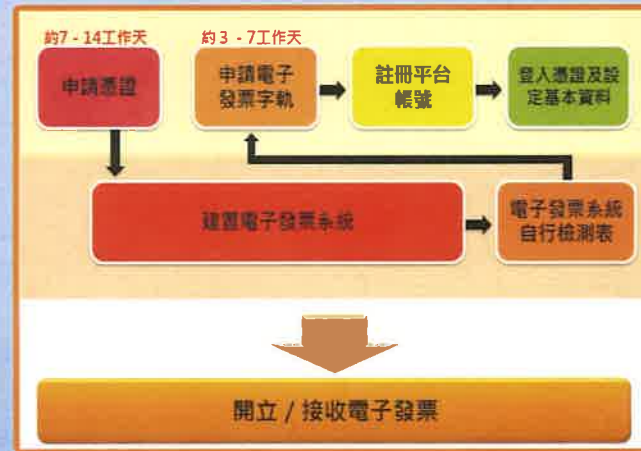 約7 - 14工作天
約3 - 7工作天
申請憑證
申請電子
發票字軌
註冊平台
帳號
登入憑證及設
定基本資料
建置電子發票系統
電子發票系統
自行檢測表
開立 / 接收電子發票